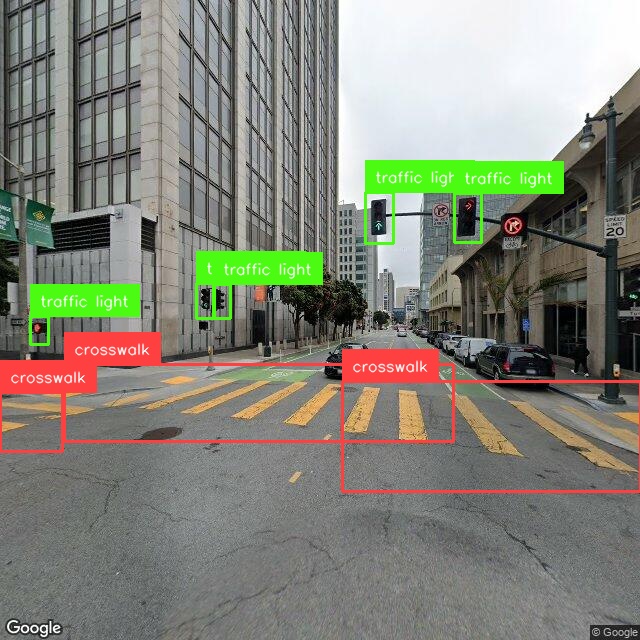 traffic ligh
traffic light
SPEED
LIMIT
20
t
traffic light
traffic light
crosswalk
crosswalk
crosswalk
Google
© Google